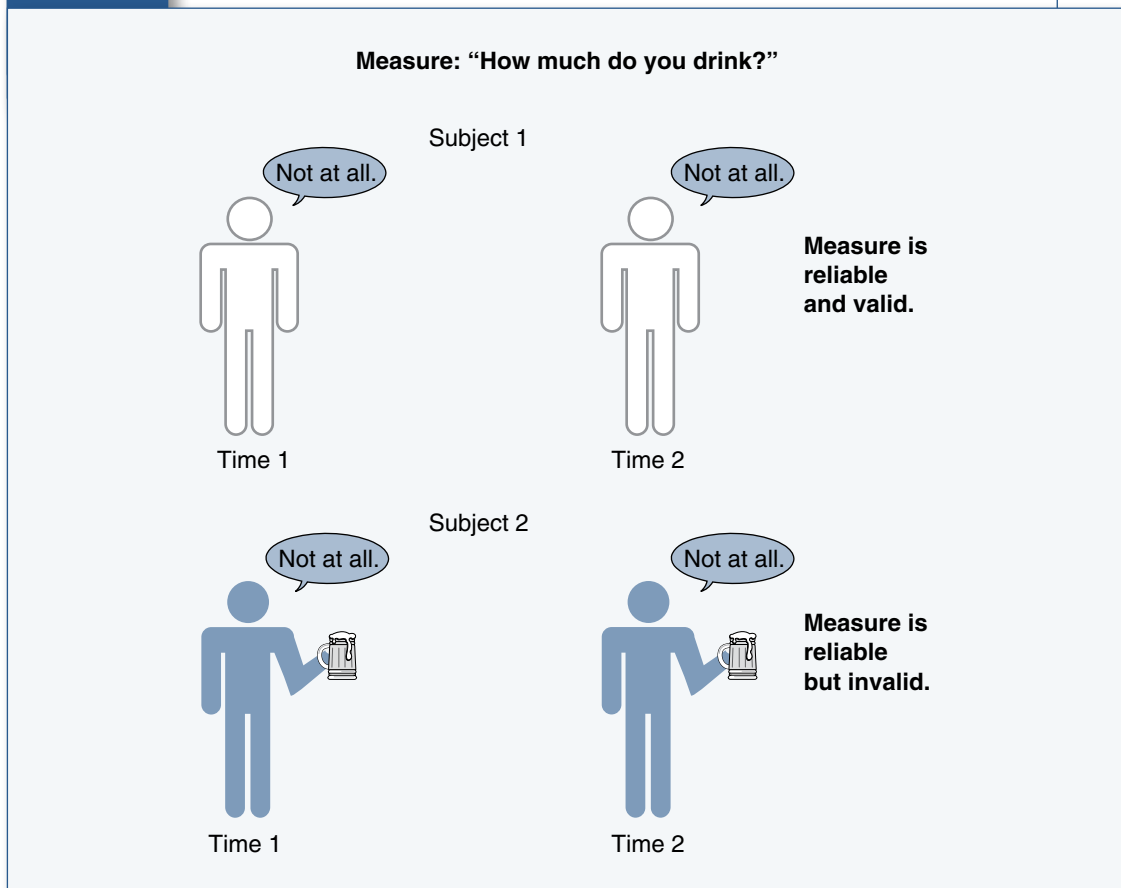 Measure: “How much do you drink?”
Subject 1
Not at all.
Not at all.
Measure is
reliable
and valid.
Time 1
Time 2
Subject 2
Not at all.
Not at all.
Measure is
reliable
but invalid.
Time 1
Time 2